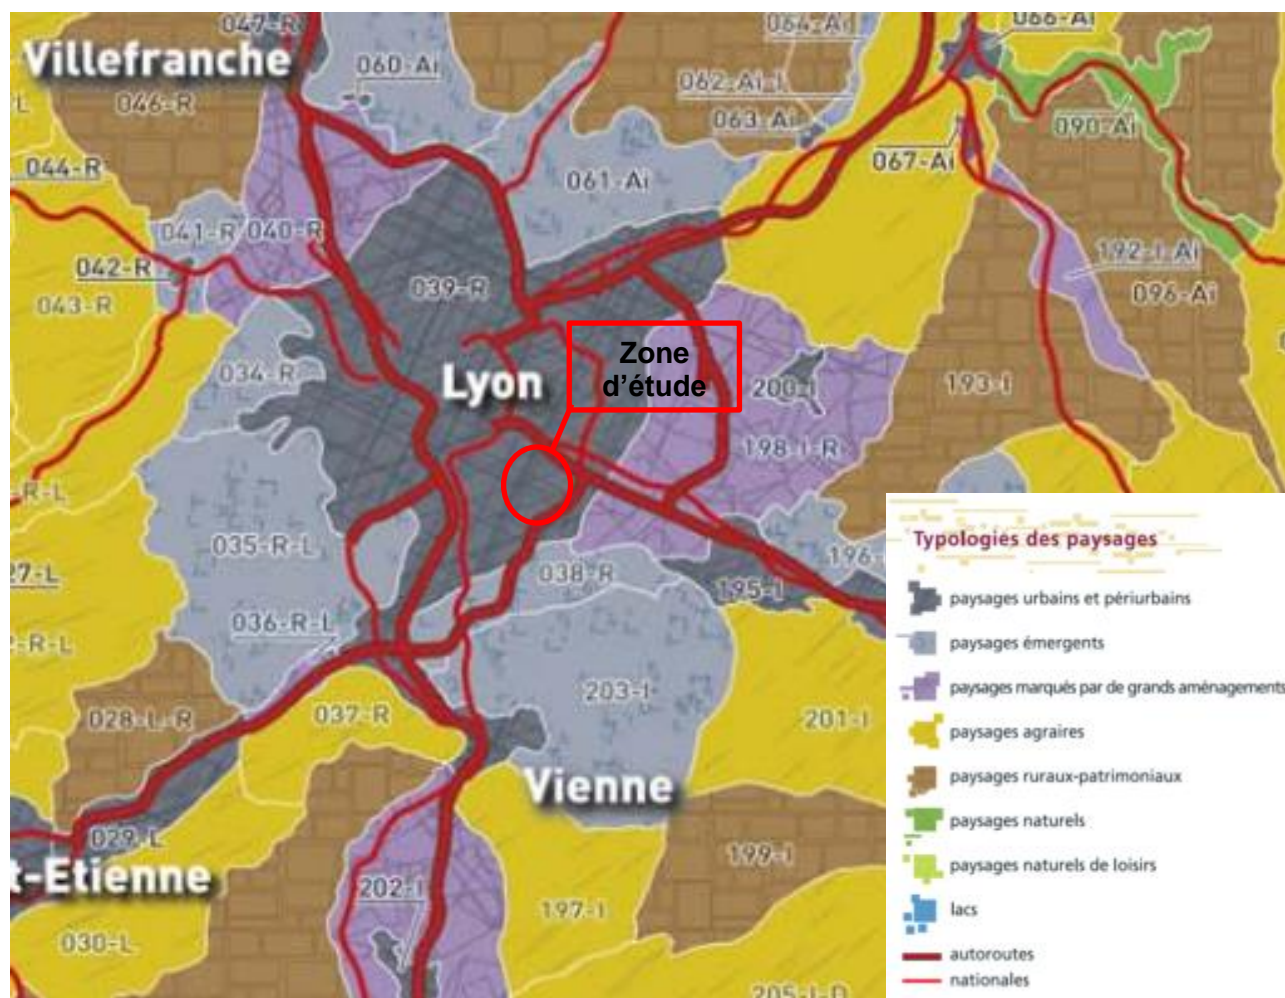 047-R
066-Ai
064-Ai
Villefranche
060-Ai
062-Ai-I
046-R
063-Ai
090-Ai
067-Ai
044-R
061-Ai
041-R
040-R
192-I-Ai
042-R
039-R
096-Ai
043-R
Zone
d'étude
034-R
Lyon
200-I
193-I
198-I-R
-R-L
035-R-L
038-R
196-
27-L
195-I
036-R-L
-R-L
203-I
028-L-R
037-R
201-I
Vienne
029-L
t-Etienne
199-I
202-I
197-I
030-L
205-I-D
Typologies des paysages
paysages urbains et périurbains
paysages émergents
paysages marqués par de grands aménagements
paysages agraires
paysages ruraux-patrimoniaux
paysages naturels
paysages naturels de loisirs
lacs
autoroutes
nationales